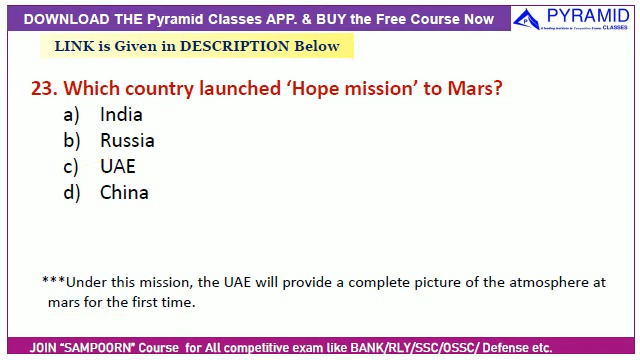 DOWNLOAD THE Pyramid Classes APP. & BUY the Free Course Now
PYRAMID
CLASSES
LINK is Given in DESCRIPTION Below
23. Which country launched ‘Hope mission’ to Mars?
a) India
b) Russia
c) UAE
d) China
***Under this mission, the UAE will provide a complete picture of the atmosphere at
mars for the first time.
JOIN “SAMPOORN” Course for All competitive exam like BANK/RLY/SSC/OSSC/ Defense etc.